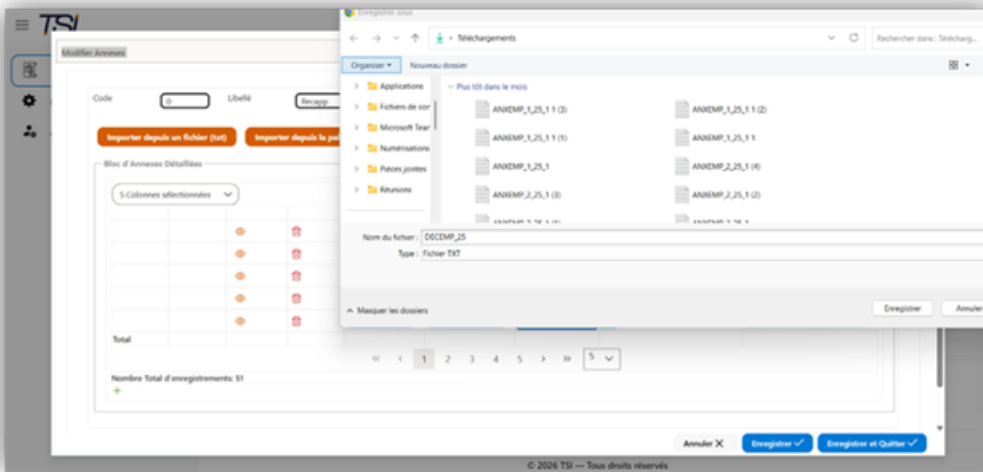 TSI
Enregistrer sous
Téléchargements
Rechercher dans : Télécharg...
Modifier Annexes
Organiser
Nouveau dossier
Applications
Plus tôt dans le mois
Code
0
Libellé
Recapp
Fichiers de cor
ANXEMP_1_25_1 1 (3)
ANXEMP_1_25_1 1 (2)
Microsoft Tear
ANXEMP_1_25_1 1 (1)
ANXEMP_1_25_1 1
Importer depuis un fichier (txt)
Importer depuis la pai
Numérisations
Bloc d'Annexes Détaillées
Pièces jointes
ANXEMP_1_25_1
ANXEMP_2_25_1 (4)
5 Colonnes sélectionnées
Réunions
ANXEMP_2_25_1 (3)
ANXEMP_2_25_1 (2)
Nom du fichier :
DECEMP_25
Type :
Fichier TXT
Masquer les dossiers
Enregistrer
Annuler
Total
« ‹ 1 2 3 4 5 › » 5
Nombre Total d'enregistrements: 51
+
Annuler X
Enregistrer ✓
Enregistrer et Quitter ✓
© 2026 TSI — Tous droits réservés